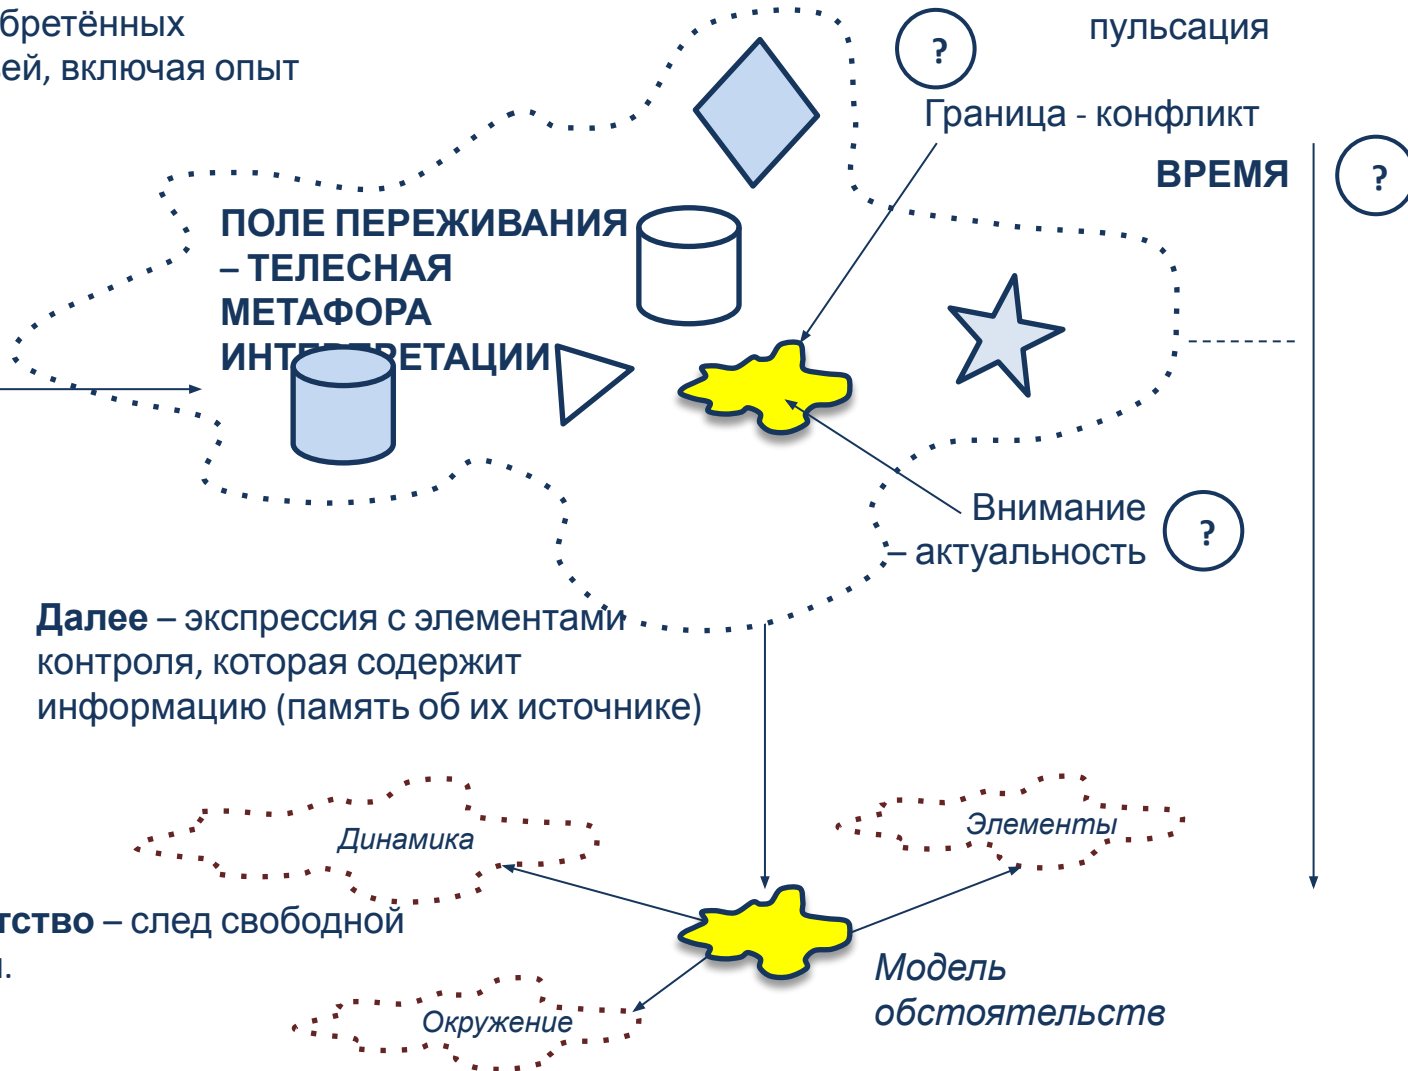 бретённых
ей, включая опыт
?
пульсация
Граница - конфликт
ВРЕМЯ
?
ПОЛЕ ПЕРЕЖИВАНИЯ
– ТЕЛЕСНАЯ
МЕТАФОРА
ИНТЕРПРЕТАЦИИ
Внимание
– актуальность
?
Далее – экспрессия с элементами
контроля, которая содержит
информацию (память об их источнике)
Динамика
Элементы
тство – след свободной
Модель
обстоятельств
Окружение